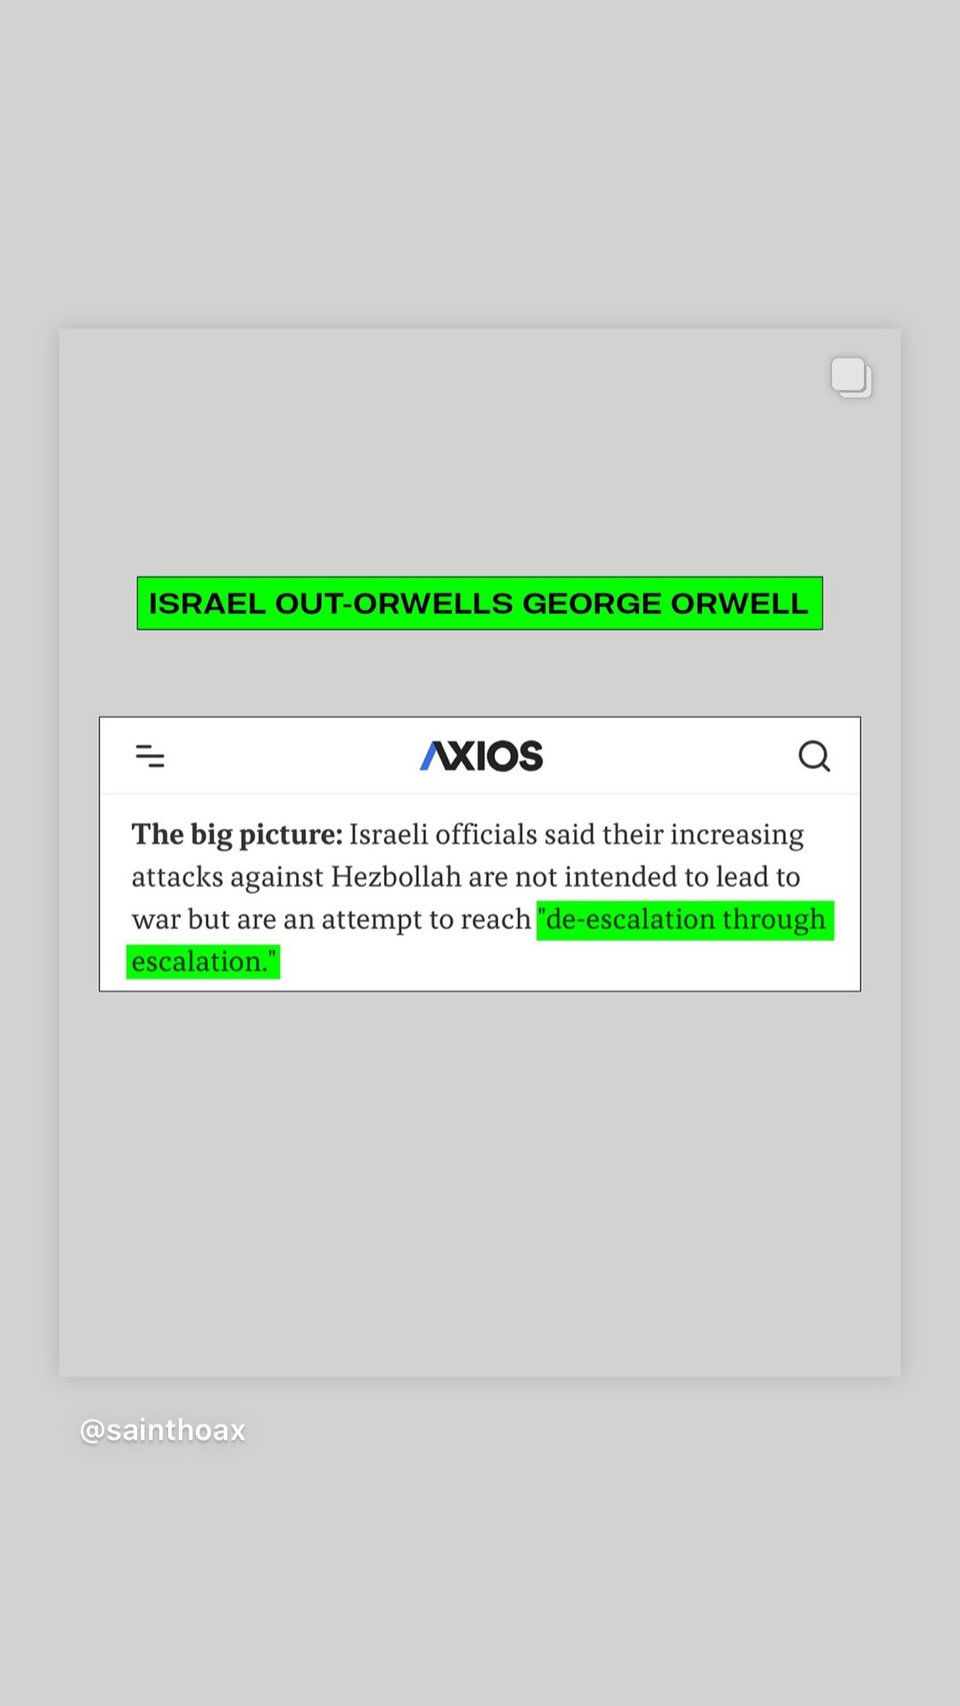 ISRAEL OUT-ORWELLS GEORGE ORWELL
AXIOS
The big picture: Israeli officials said their increasing
attacks against Hezbollah are not intended to lead to
war but are an attempt to reach "de-escalation through
escalation."
@sainthoax